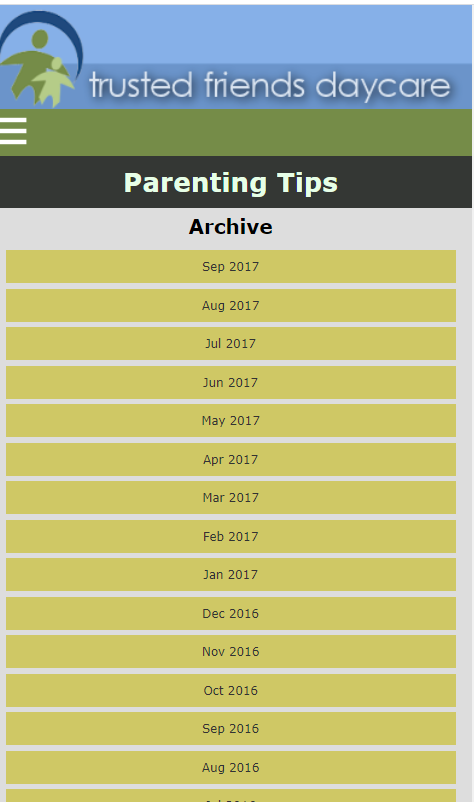 trusted friends daycare
Parenting Tips
Archive
Sep 2017
Aug 2017
Jul 2017
Jun 2017
May 2017
Apr 2017
Mar 2017
Feb 2017
Jan 2017
Dec 2016
Nov 2016
Oct 2016
Sep 2016
Aug 2016